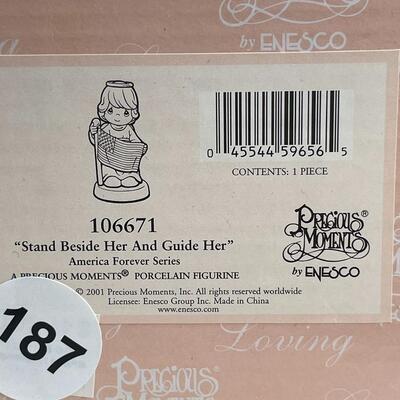 by ENESCO
0 45544 59656 5
CONTENTS: 1 PIECE
106671
“Stand Beside Her And Guide Her”
America Forever Series
A PRECIOUS MOMENTS® PORCELAIN FIGURINE
PRECIOUS MOMENTS®
by ENESCO
© 2001 Precious Moments, Inc. All rights reserved worldwide
Licensee: Enesco Group Inc. Made in China
www.enesco.com
187
Loving
PRECIOUS
MOMENTS